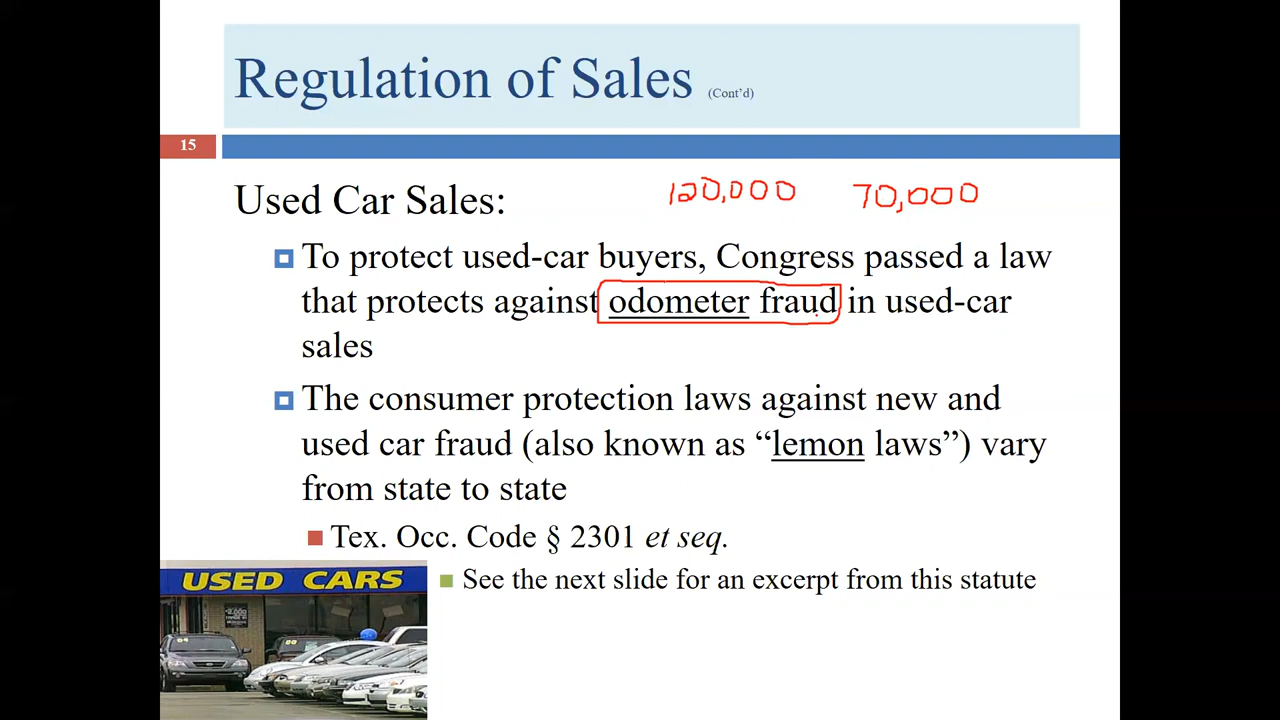 Regulation of Sales (Cont’d)
15
Used Car Sales:
120,000 70,000
To protect used-car buyers, Congress passed a law
that protects against odometer fraud in used-car
sales
The consumer protection laws against new and
used car fraud (also known as “lemon laws”) vary
from state to state
Tex. Occ. Code § 2301 et seq.
See the next slide for an excerpt from this statute
USED CARS